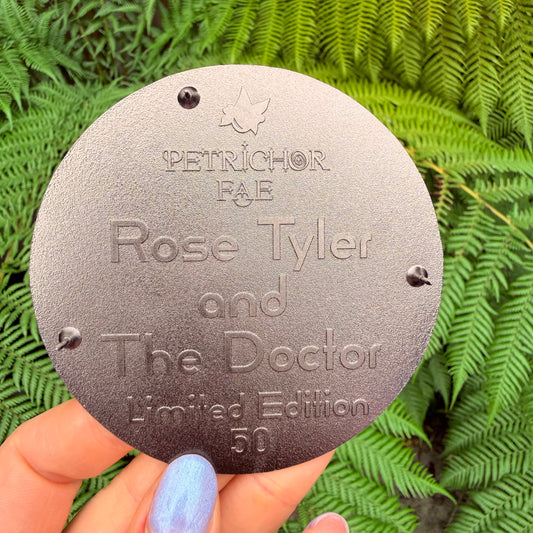 PETRICHOR
FAE
Rose Tyler
and
The Doctor
Limited Edition
50